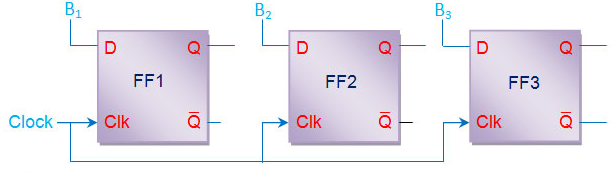 B1 B2 B3
D Q D Q D Q
FF1 FF2 FF3
Clock Clk Q̅ Clk Q̅ Clk Q̅